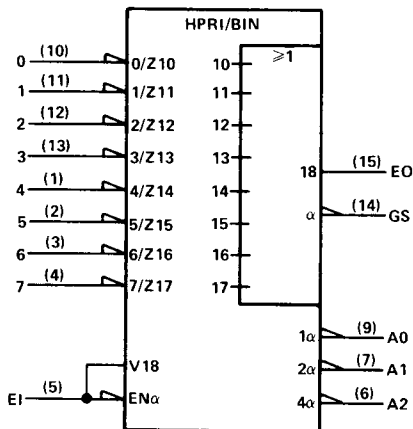 HPRI/BIN
≥1
0 (10) 0/Z10 10
1 (11) 1/Z11 11
2 (12) 2/Z12 12
3 (13) 3/Z13 13
18 (15) EO
4 (1) 4/Z14 14
α (14) GS
5 (2) 5/Z15 15
6 (3) 6/Z16 16
7 (4) 7/Z17 17
1α (9) A0
V18
2α (7) A1
EI (5) ENα
4α (6) A2